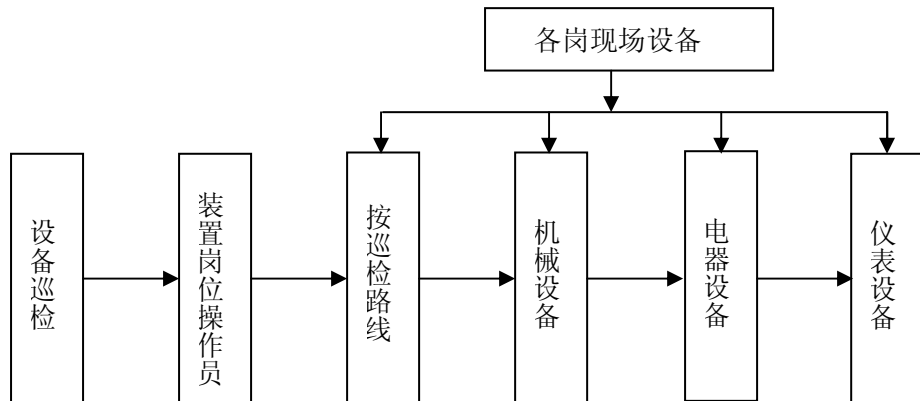 各岗现场设备
设备巡检
装置岗位操作员
按巡检路线
机械设备
电器设备
仪表设备